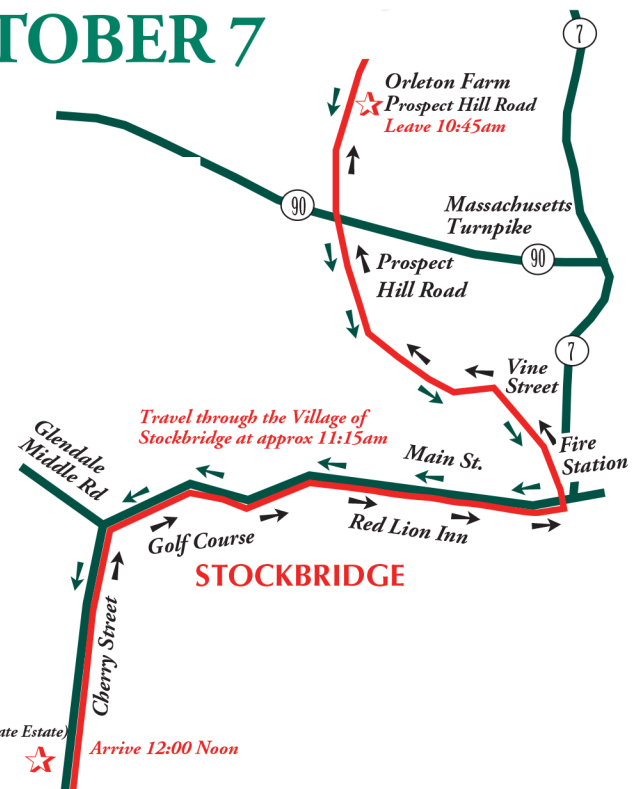 TOBER 7
7
Orleton Farm
Prospect Hill Road
Leave 10:45am
90
Massachusetts
Turnpike
90
Prospect
Hill Road
7
Vine
Street
Travel through the Village of
Stockbridge at approx 11:15am
Glendale
Middle Rd
Main St.
Fire
Station
Golf Course
Red Lion Inn
STOCKBRIDGE
Cherry Street
ate Estate)
Arrive 12:00 Noon